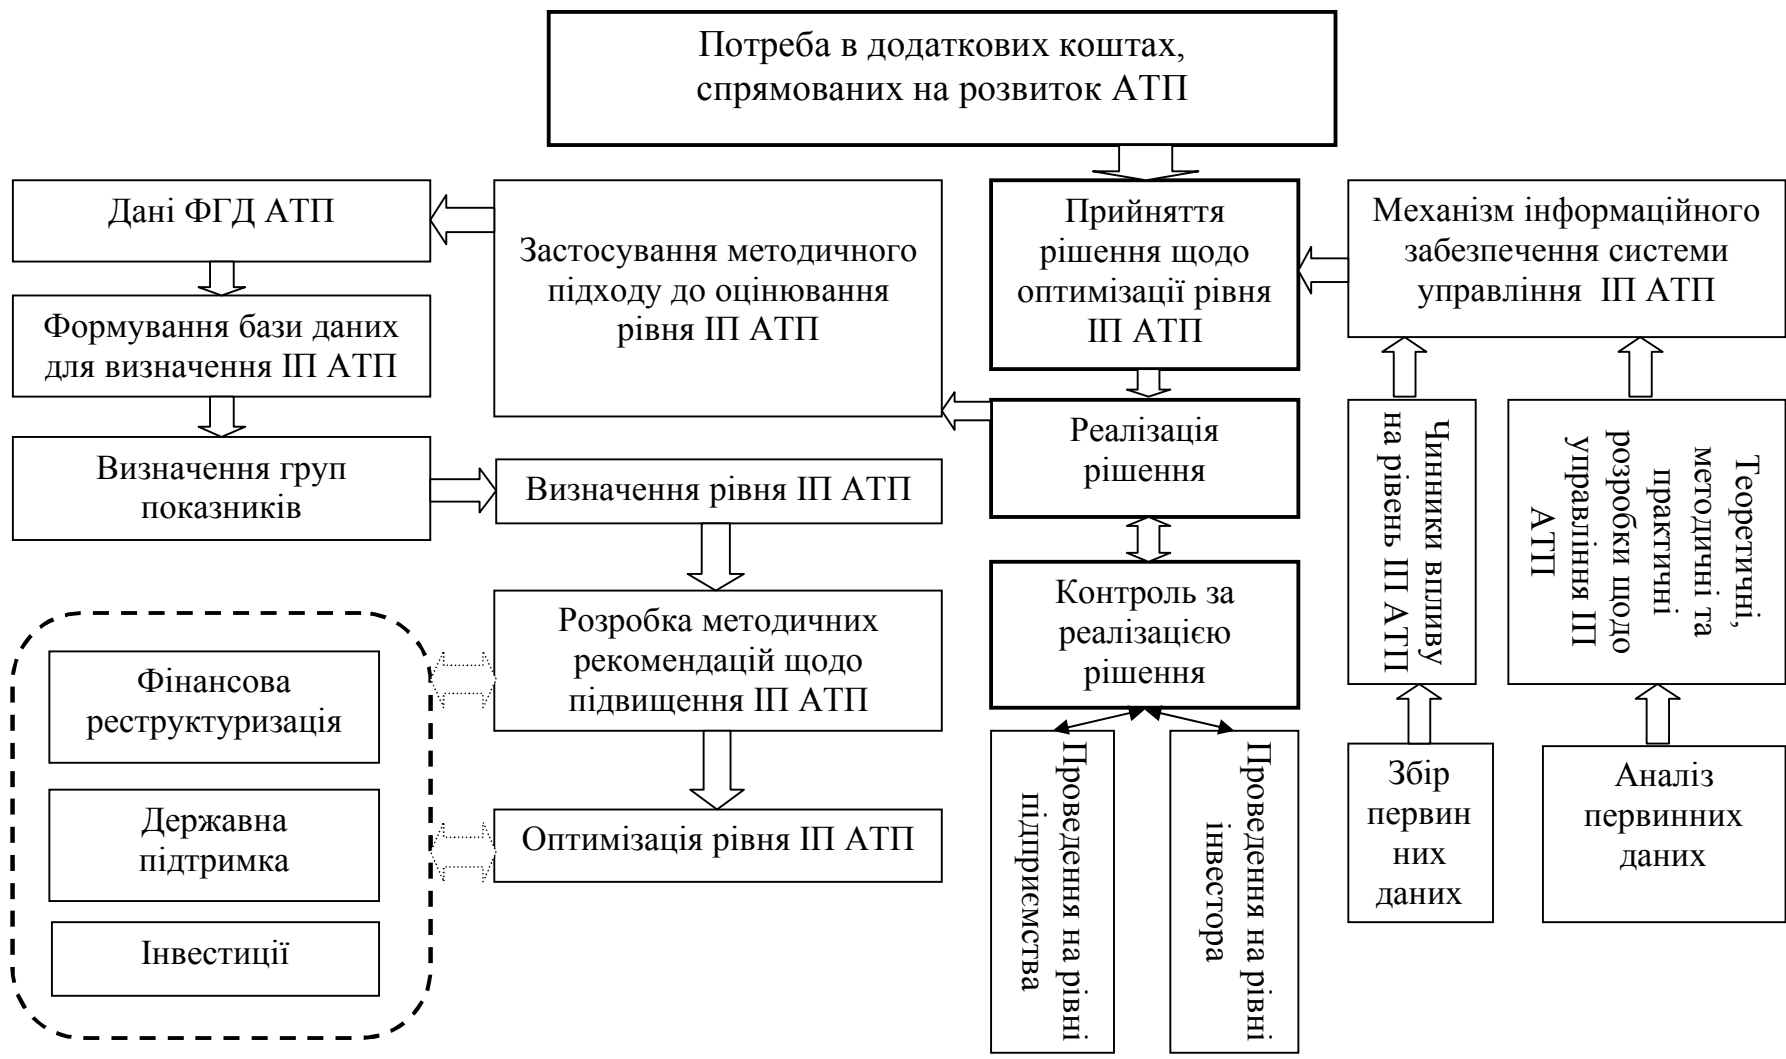 Потреба в додаткових коштах,
спрямованих на розвиток АТП
Дані ФГД АТП
Застосування методичного
підходу до оцінювання
рівня ІП АТП
Прийняття
рішення щодо
оптимізації рівня
ІП АТП
Механізм інформаційного
забезпечення системи
управління ІП АТП
Формування бази даних
для визначення ІП АТП
Визначення груп
показників
Визначення рівня ІП АТП
Реалізація
рішення
Чинники впливу
на рівень ІП АТП
Теоретичні,
методичні та
практичні
розробки щодо
управління ІП
АТП
Розробка методичних
рекомендацій щодо
підвищення ІП АТП
Контроль за
реалізацією
рішення
Фінансова
реструктуризація
Державна
підтримка
Інвестиції
Оптимізація рівня ІП АТП
Проведення на рівні
підприємства
Проведення на рівні
інвестора
Збір
первин
них
даних
Аналіз
первинних
даних